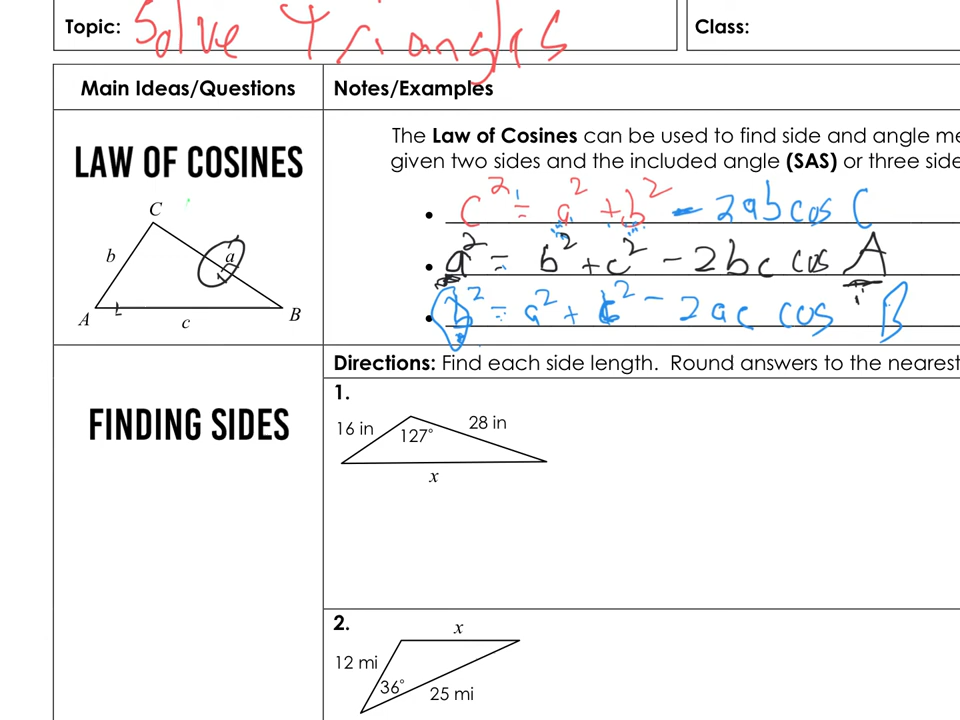 Topic: Solve Triangles
Class:
Main Ideas/Questions
Notes/Examples
LAW OF COSINES
The Law of Cosines can be used to find side and angle me
given two sides and the included angle (SAS) or three side
C
b
a
A
c
B
• c² = a² + b² - 2ab cos C
• a² = b² + c² - 2bc cos A
• b² = a² + c² - 2ac cos B
FINDING SIDES
Directions: Find each side length. Round answers to the nearest
1.
16 in
127°
28 in
x
2.
x
12 mi
36°
25 mi